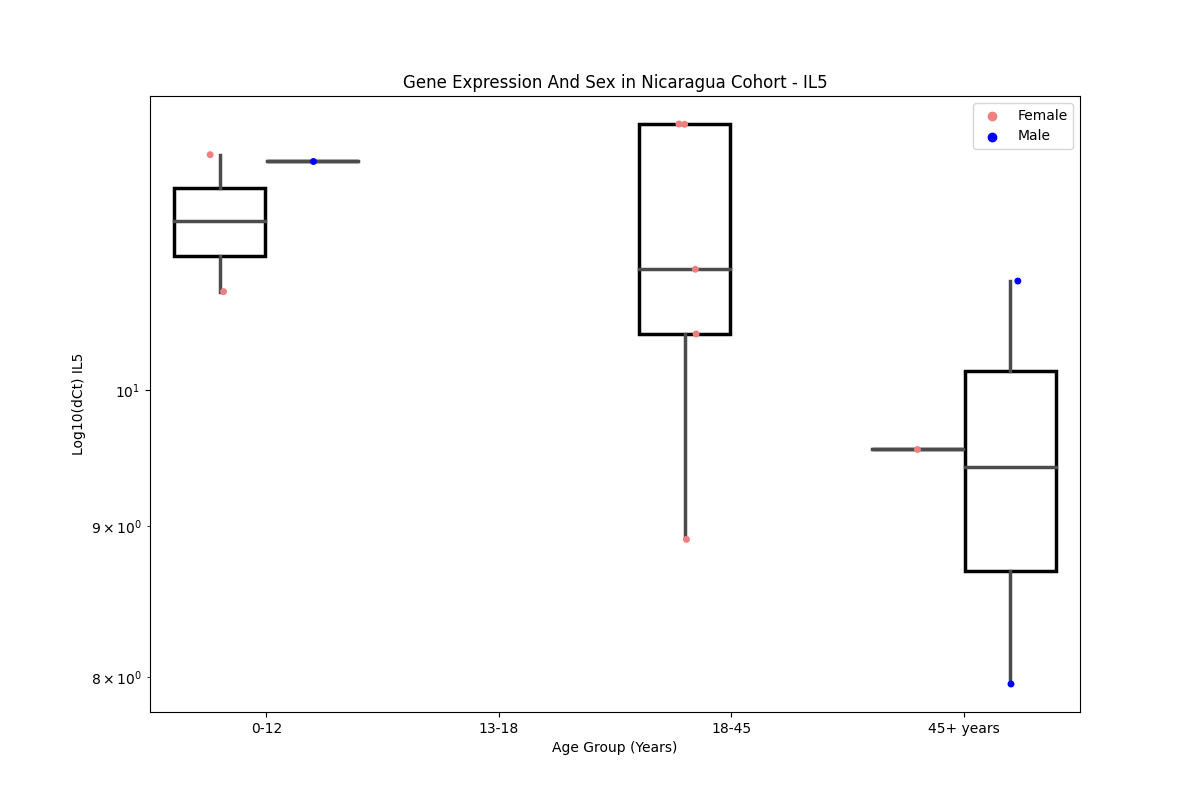 Gene Expression And Sex in Nicaragua Cohort - IL5
Female
Male
Log10(dCt) IL5
10¹
9 × 10⁰
8 × 10⁰
0-12
13-18
18-45
45+ years
Age Group (Years)